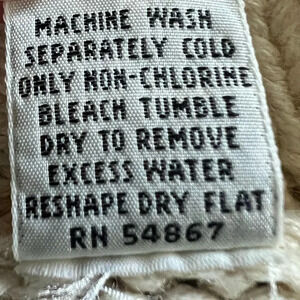 MACHINE WASH
SEPARATELY COLD
ONLY NON-CHLORINE
BLEACH TUMBLE
DRY TO REMOVE
EXCESS WATER
RESHAPE DRY FLAT
RN 54867